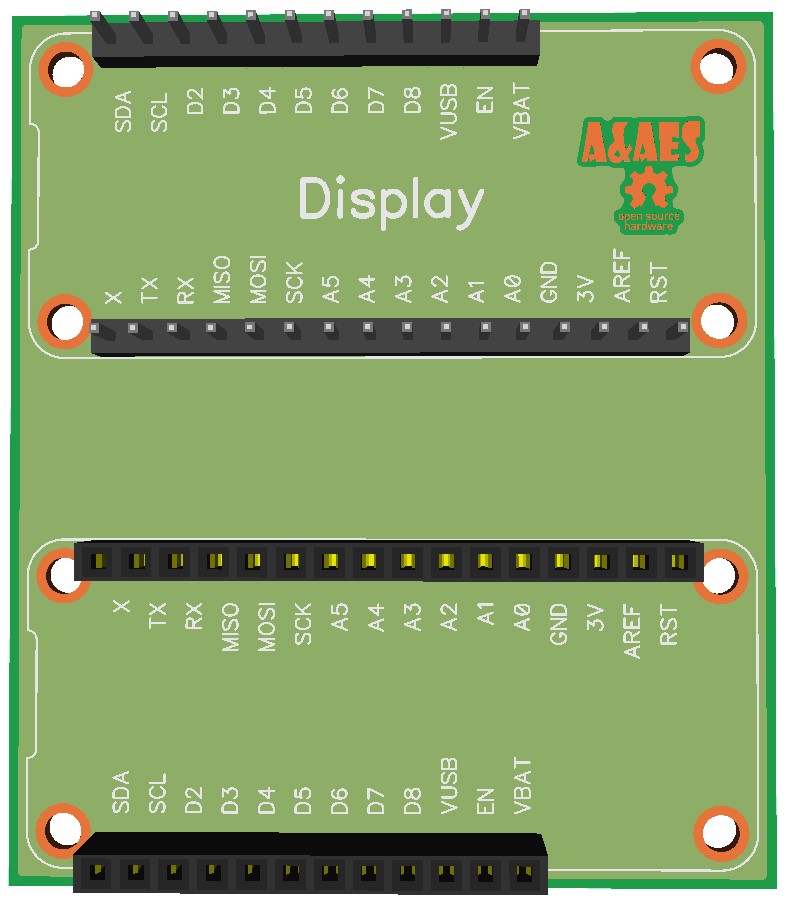 SDA SCL D2 D3 D4 D5 D6 D7 D8 VUSB EN VBAT
A&AES
open source
hardware
Display
X TX RX MISO MOSI SCK A5 A4 A3 A2 A1 A0 GND 3V AREF RST
X TX RX MISO MOSI SCK A5 A4 A3 A2 A1 A0 GND 3V AREF RST
SDA SCL D2 D3 D4 D5 D6 D7 D8 VUSB EN VBAT